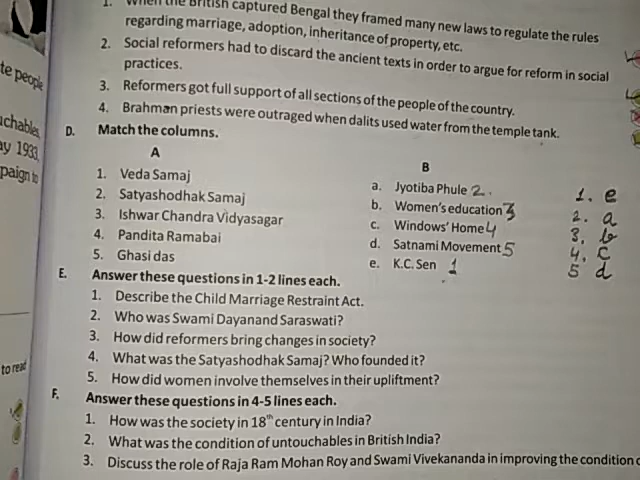 1. When the British captured Bengal they framed many new laws to regulate the rules
regarding marriage, adoption, inheritance of property, etc.
2. Social reformers had to discard the ancient texts in order to argue for reform in social
practices.
3. Reformers got full support of all sections of the people of the country.
4. Brahman priests were outraged when dalits used water from the temple tank.
te people
uchables
ay 1933,
paign to
to read
D. Match the columns.
A
B
1. Veda Samaj
2. Satyashodhak Samaj
3. Ishwar Chandra Vidyasagar
4. Pandita Ramabai
5. Ghasi das
a. Jyotiba Phule 2.
b. Women's education 3
c. Windows' Home 4
d. Satnami Movement 5
e. K.C. Sen 1
1. e
2. a
3. b
4. c
5 d
E. Answer these questions in 1-2 lines each.
1. Describe the Child Marriage Restraint Act.
2. Who was Swami Dayanand Saraswati?
3. How did reformers bring changes in society?
4. What was the Satyashodhak Samaj? Who founded it?
5. How did women involve themselves in their upliftment?
F. Answer these questions in 4-5 lines each.
1. How was the society in 18th century in India?
2. What was the condition of untouchables in British India?
3. Discuss the role of Raja Ram Mohan Roy and Swami Vivekananda in improving the condition